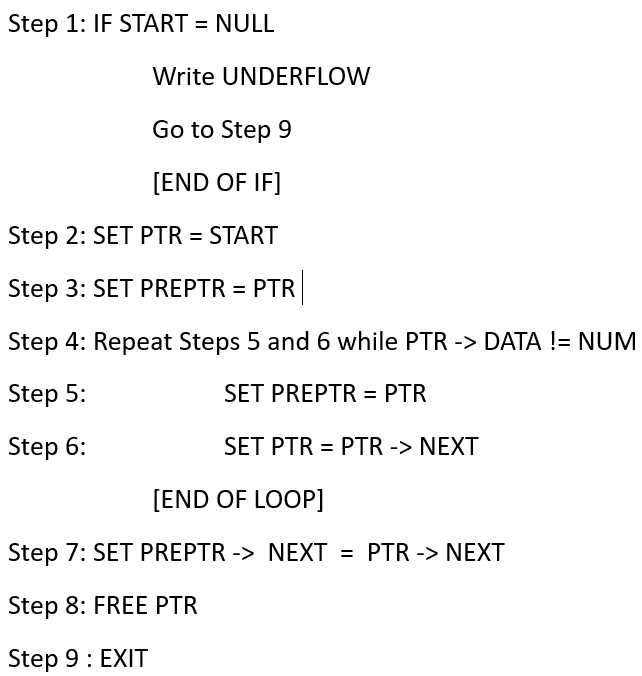 Step 1: IF START = NULL
Write UNDERFLOW
Go to Step 9
[END OF IF]
Step 2: SET PTR = START
Step 3: SET PREPTR = PTR
Step 4: Repeat Steps 5 and 6 while PTR -> DATA != NUM
Step 5: SET PREPTR = PTR
Step 6: SET PTR = PTR -> NEXT
[END OF LOOP]
Step 7: SET PREPTR -> NEXT = PTR -> NEXT
Step 8: FREE PTR
Step 9 : EXIT